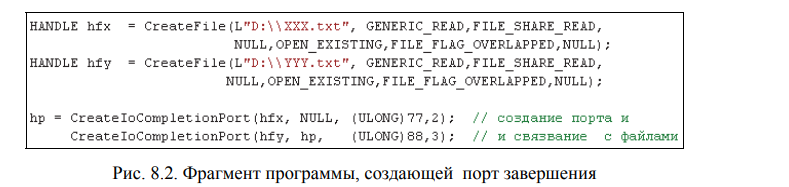 HANDLE hfx  = CreateFile(L"D:\\XXX.txt", GENERIC_READ,FILE_SHARE_READ,
NULL,OPEN_EXISTING,FILE_FLAG_OVERLAPPED,NULL);
HANDLE hfy = CreateFile(L"D:\\YYY.txt", GENERIC_READ,FILE_SHARE_READ,
NULL,OPEN_EXISTING,FILE_FLAG_OVERLAPPED,NULL);
hp = CreateIoCompletionPort(hfx, NULL, (ULONG)77,2);  // создание порта и
CreateIoCompletionPort(hfy, hp,   (ULONG)88,3);  // и связвание  с файлами
Рис. 8.2. Фрагмент программы, создающей  порт завершения